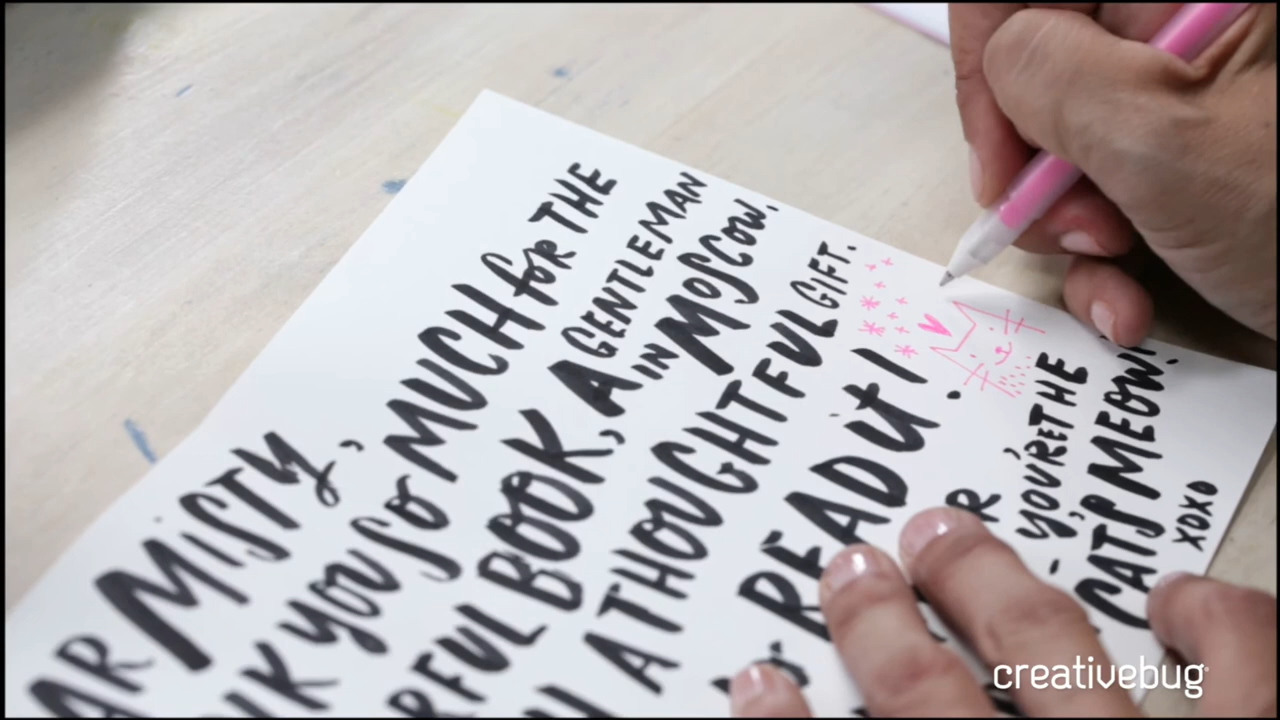 AR MISTY,
NK YOU SO MUCH for THE
RFUL BOOK, A GENTLEMAN IN MOSCOW,
A THOUGHTFUL GIFT.
READ it!
- YOU'RE THE
CAT'S MEOW!
XOXO
creativebug